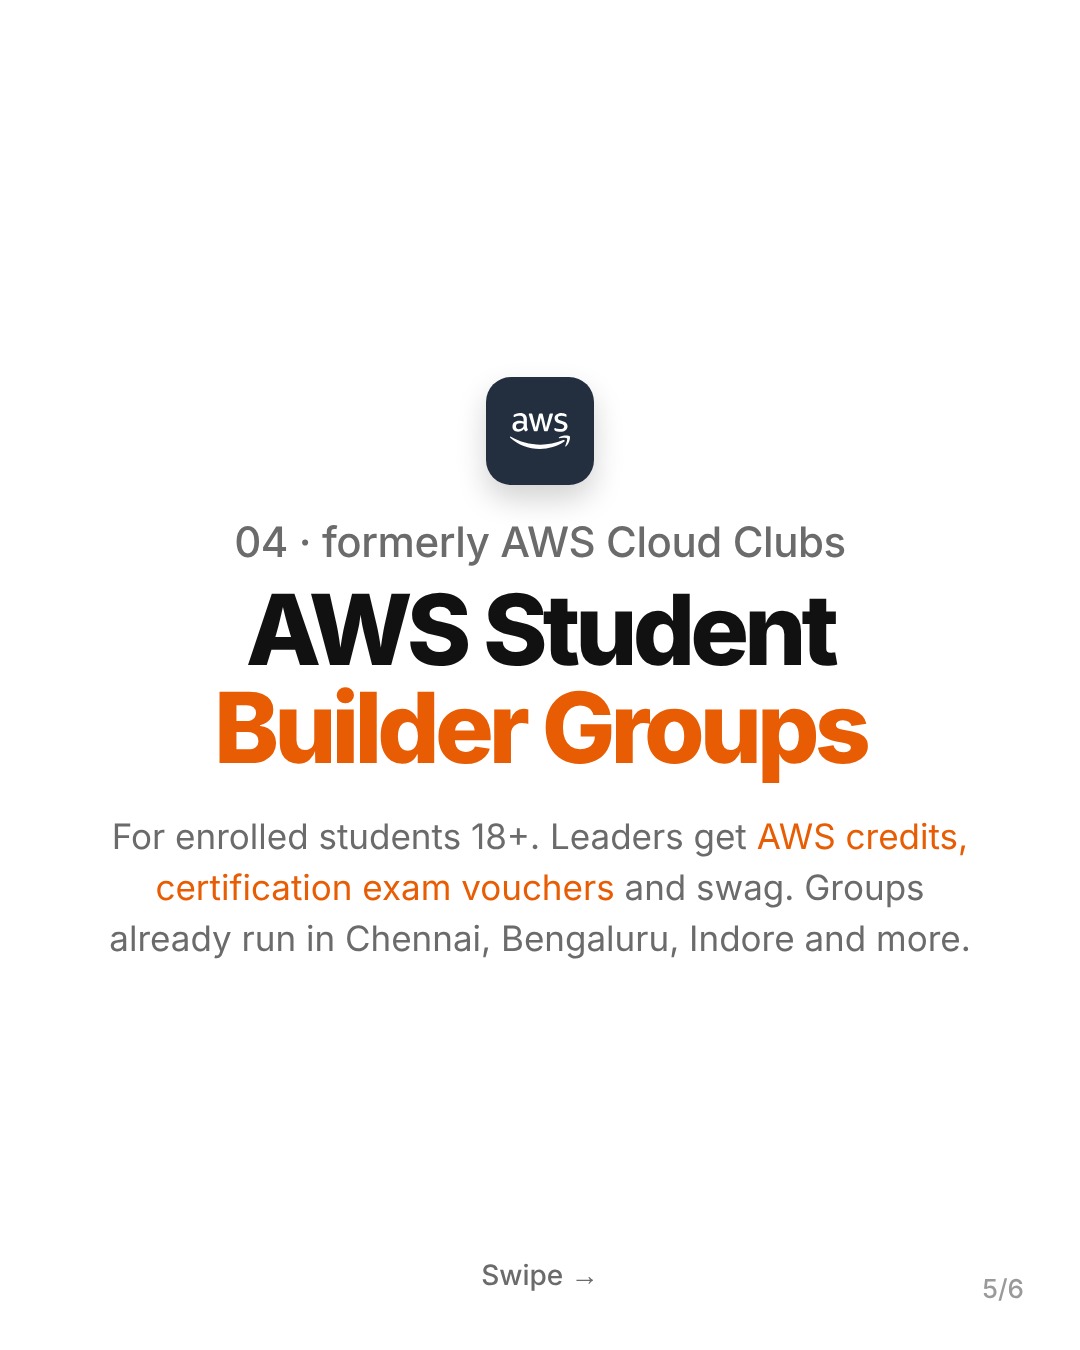 aws
04 · formerly AWS Cloud Clubs
AWS Student
Builder Groups
For enrolled students 18+. Leaders get AWS credits,
certification exam vouchers and swag. Groups
already run in Chennai, Bengaluru, Indore and more.
Swipe →
5/6